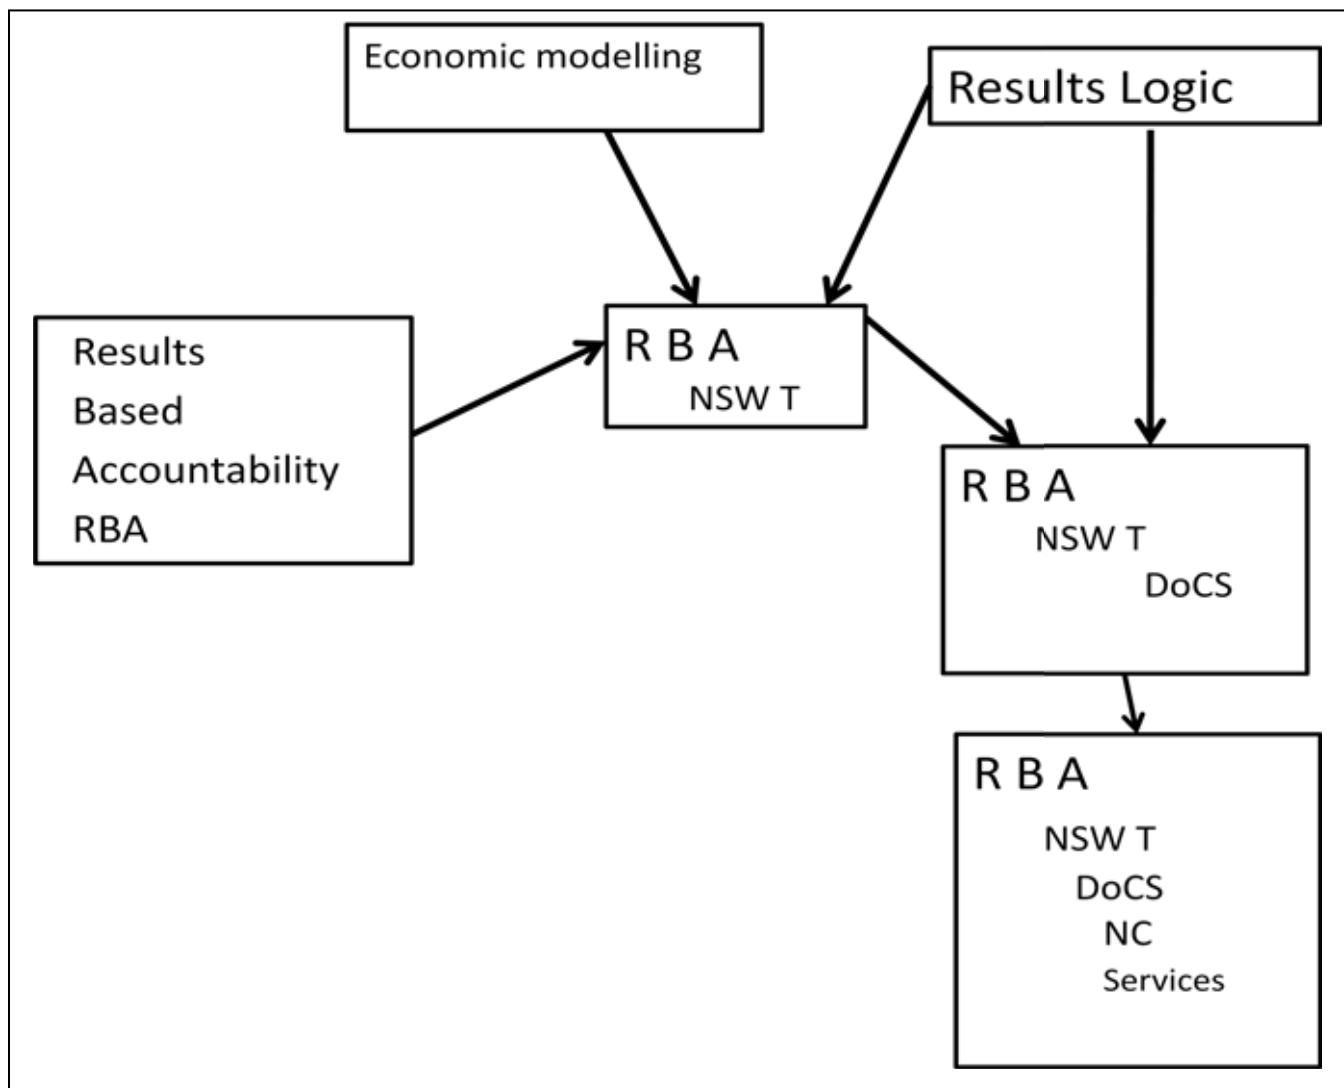 Economic modelling
Results Logic
Results
Based
Accountability
RBA
R B A
NSW T
R B A
NSW T
DoCS
R B A
NSW T
DoCS
NC
Services